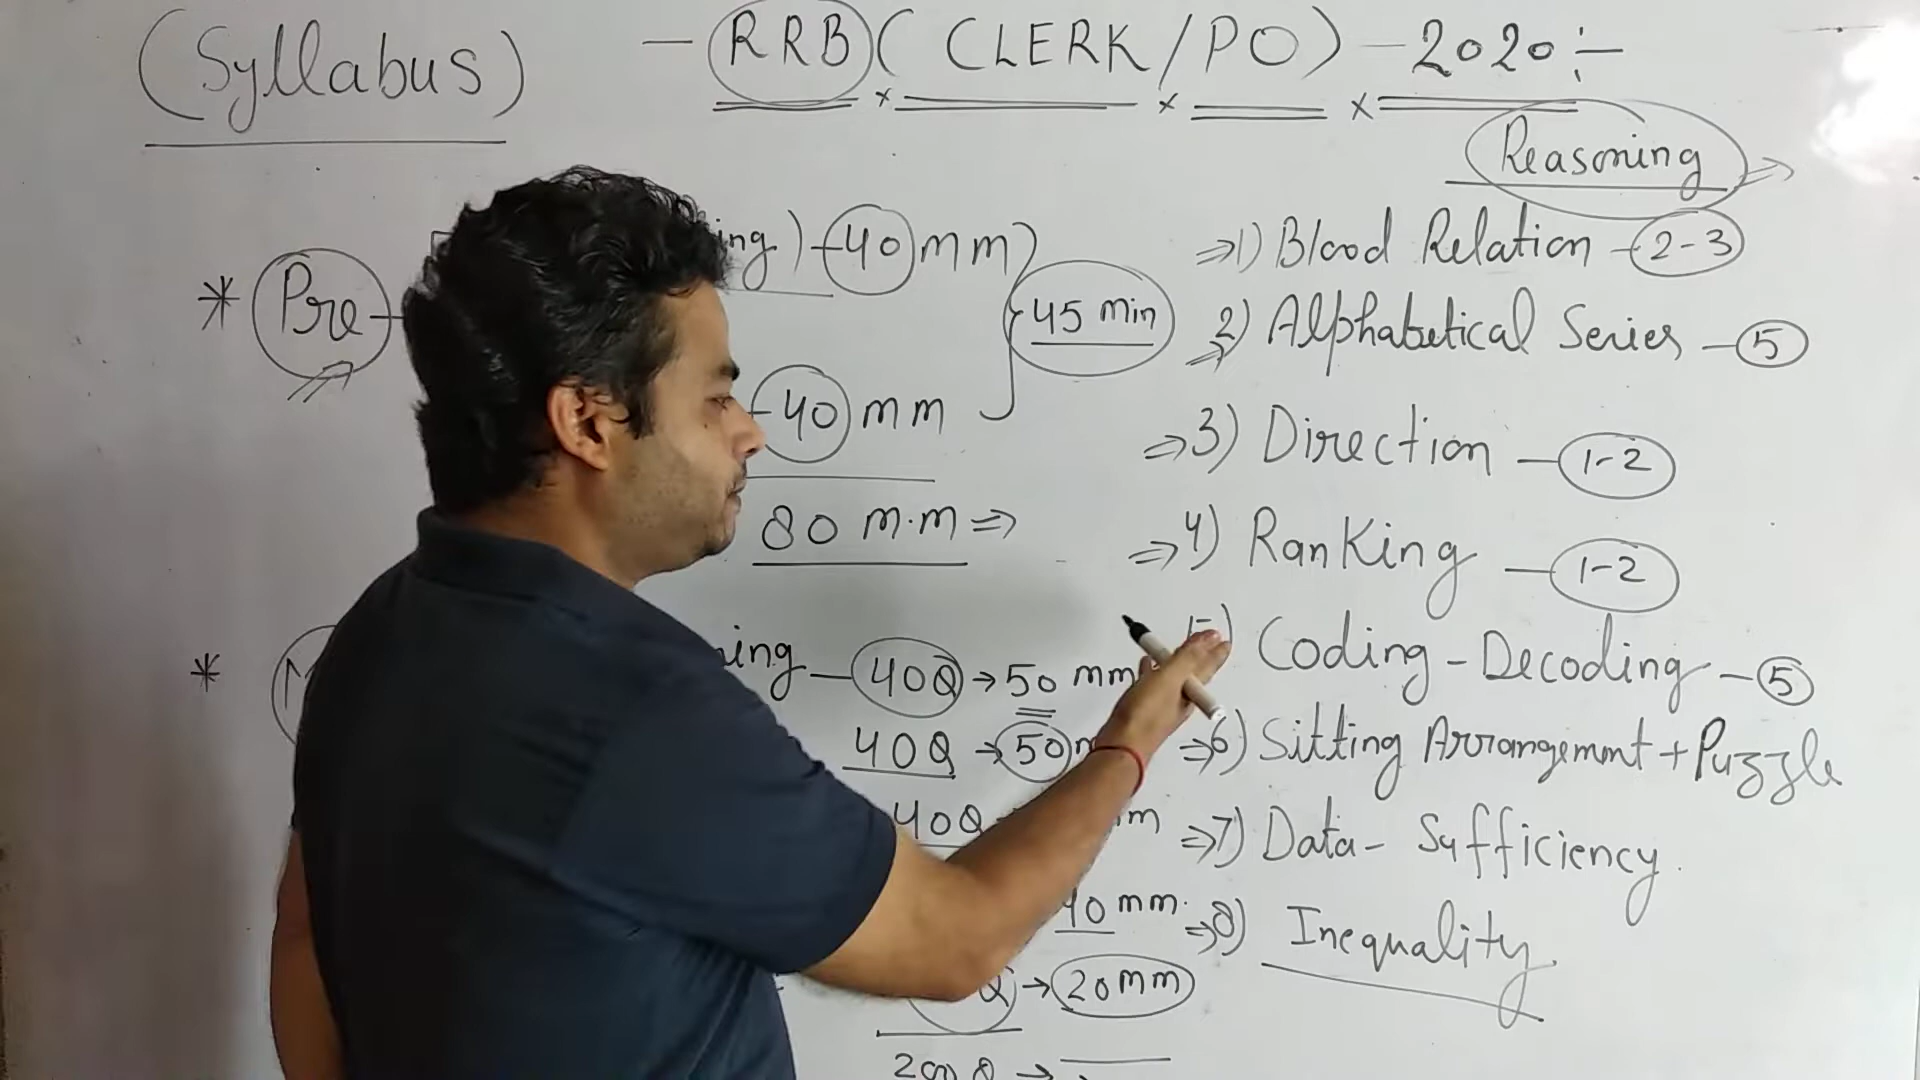 (Syllabus) - RRB (CLERK/PO) - 2020 :-
Reasoning
* Pre - ing) - 40 mm
45 Min
- 40 mm
80 m.m ⇒
* ing - 40Q → 50 mm
40Q → 50 m
40Q m
40 mm.
Q → 20 mm
200 Q →
⇒ 1) Blood Relation - 2-3
2) Alphabetical Series - 5
⇒ 3) Direction - 1-2
⇒ 4) Ranking - 1-2
5) Coding - Decoding - 5
⇒ 6) Sitting Arrangement + Puzzle
⇒ 7) Data - Sufficiency.
⇒ 8) Inequality